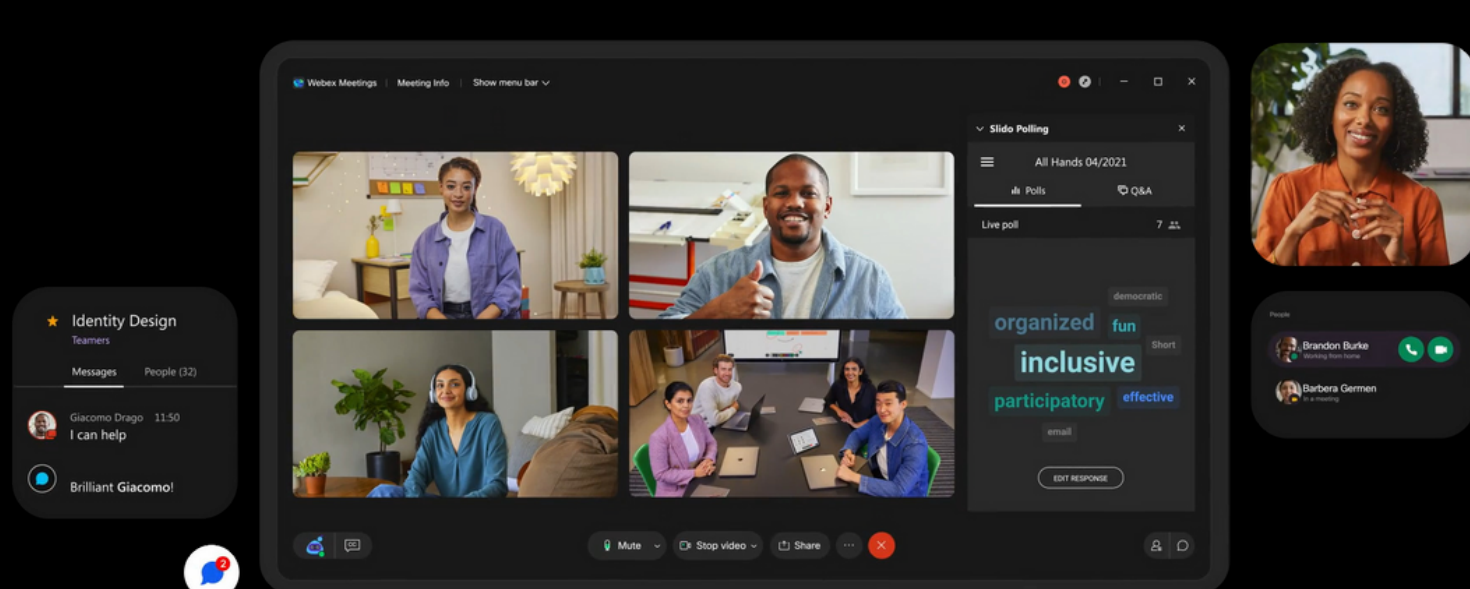 Webex Meetings
Meeting Info
Show menu bar
Slido Polling
All Hands 04/2021
Polls
Q&A
Live poll
7
democratic
organized
fun
Short
inclusive
participatory
effective
email
EDIT RESPONSE
CC
Mute
Stop video
Share
Identity Design
Teamers
Messages
People (32)
Giacomo Drago 11:50
I can help
Brilliant Giacomo!
2
People
Brandon Burke
Working from home
Barbera Germen
In a meeting